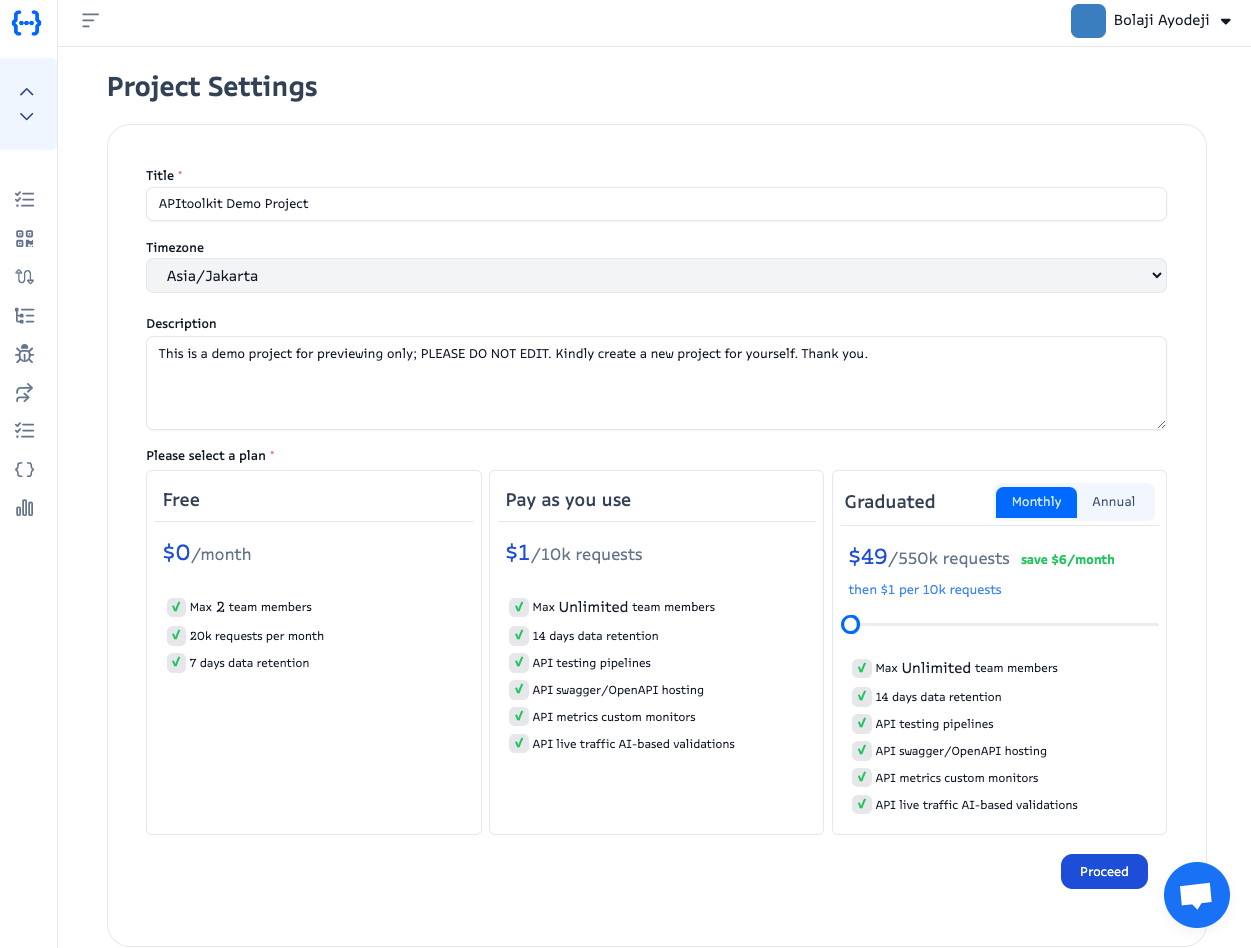 Bolaji Ayodeji
Project Settings
Title *
APItoolkit Demo Project
Timezone
Asia/Jakarta
Description
This is a demo project for previewing only; PLEASE DO NOT EDIT. Kindly create a new project for yourself. Thank you.
Please select a plan *
Free
$0/month
✓ Max 2 team members
✓ 20k requests per month
✓ 7 days data retention
Pay as you use
$1/10k requests
✓ Max Unlimited team members
✓ 14 days data retention
✓ API testing pipelines
✓ API swagger/OpenAPI hosting
✓ API metrics custom monitors
✓ API live traffic AI-based validations
Graduated
Monthly Annual
$49/550k requests save $6/month
then $1 per 10k requests
✓ Max Unlimited team members
✓ 14 days data retention
✓ API testing pipelines
✓ API swagger/OpenAPI hosting
✓ API metrics custom monitors
✓ API live traffic AI-based validations
Proceed